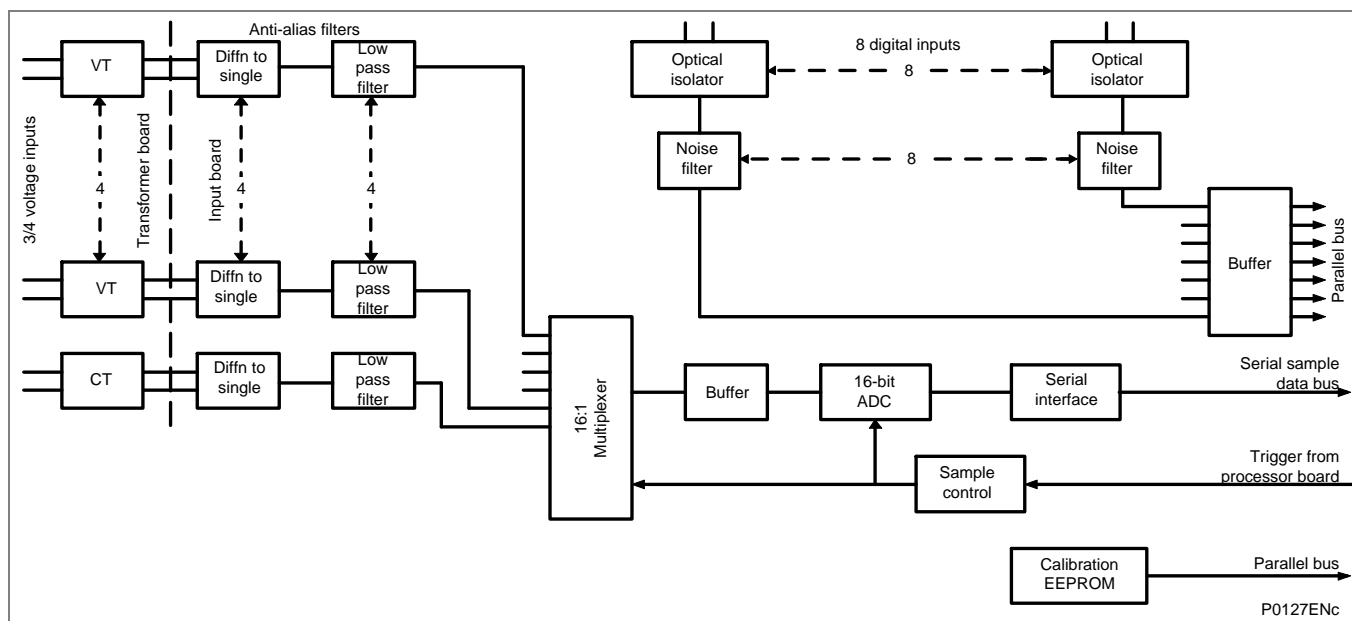 Anti-alias filters
VT
Diffn to
single
Low
pass
filter
3/4 voltage inputs
4
Transformer board
Input board
4
4
VT
Diffn to
single
Low
pass
filter
CT
Diffn to
single
Low
pass
filter
16:1
Multiplexer
Optical
isolator
8 digital inputs
8
Optical
isolator
Noise
filter
8
Noise
filter
Buffer
Parallel bus
Buffer
16-bit
ADC
Serial
interface
Serial sample
data bus
Sample
control
Trigger from
processor board
Calibration
EEPROM
Parallel bus
P0127ENc